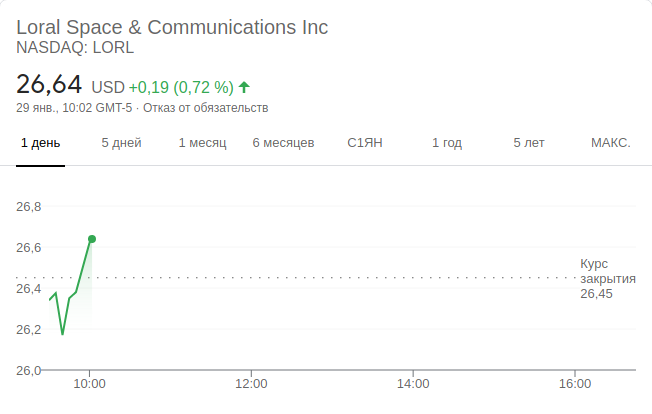 Loral Space & Communications Inc
NASDAQ: LORL
26,64 USD +0,19 (0,72 %)
29 янв., 10:02 GMT-5 · Отказ от обязательств
1 день 5 дней 1 месяц 6 месяцев С1ЯН 1 год 5 лет МАКС.
26,8
26,6
Курс
закрытия
26,45
26,4
26,2
26,0
10:00 12:00 14:00 16:00